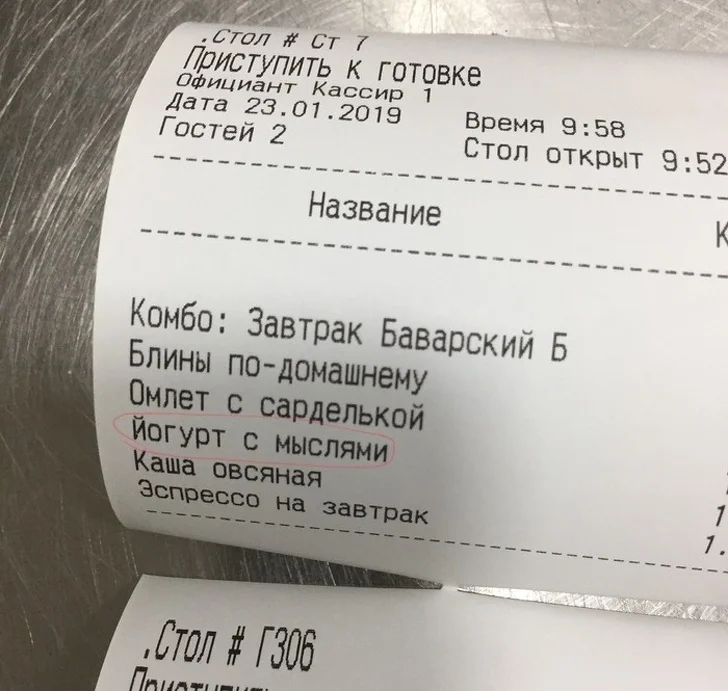 .Стол # Ст 7
Приступить к готовке
Официант Кассир 1
Дата 23.01.2019 Время 9:58
Гостей 2 Стол открыт 9:52
Название
Комбо: Завтрак Баварский Б
Блины по-домашнему
Омлет с сарделькой
Йогурт с мыслями
Каша овсяная
Эспрессо на завтрак
.Стол # Г306